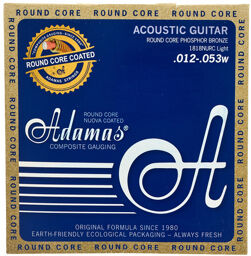 ROUND CORE ROUND CORE ROUND CORE
ACOUSTIC GUITAR
ROUND CORE PHOSPHOR BRONZE
1818NURC Light
.012-.053w
ROUND CORE COATED
ADAMAS STRINGS
ROUND CORE
NUOVA COATED
Adamas®
COMPOSITE GAUGING
A
ORIGINAL FORMULA SINCE 1980
EARTH-FRIENDLY ECOLOGICAL PACKAGING – ALWAYS FRESH
ROUND CORE ROUND CORE ROUND CORE